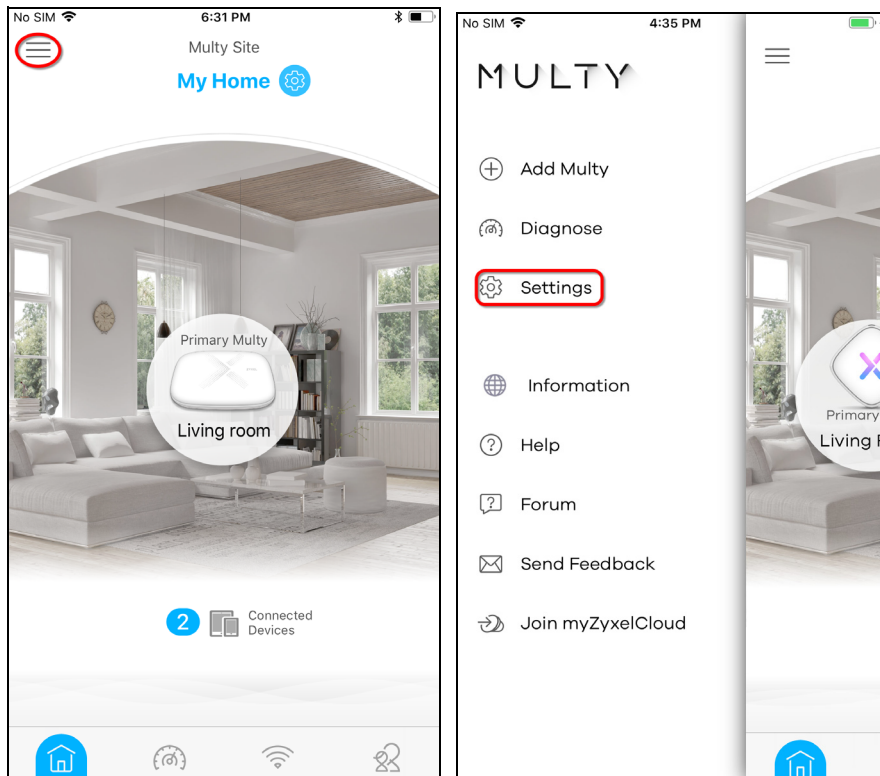 No SIM 6:31 PM
Multy Site
My Home
Primary Multy
Living room
2 Connected
Devices
No SIM 4:35 PM
MULTY
Add Multy
Diagnose
Settings
Information
Help
Forum
Send Feedback
Join myZyxelCloud
Primary
Living